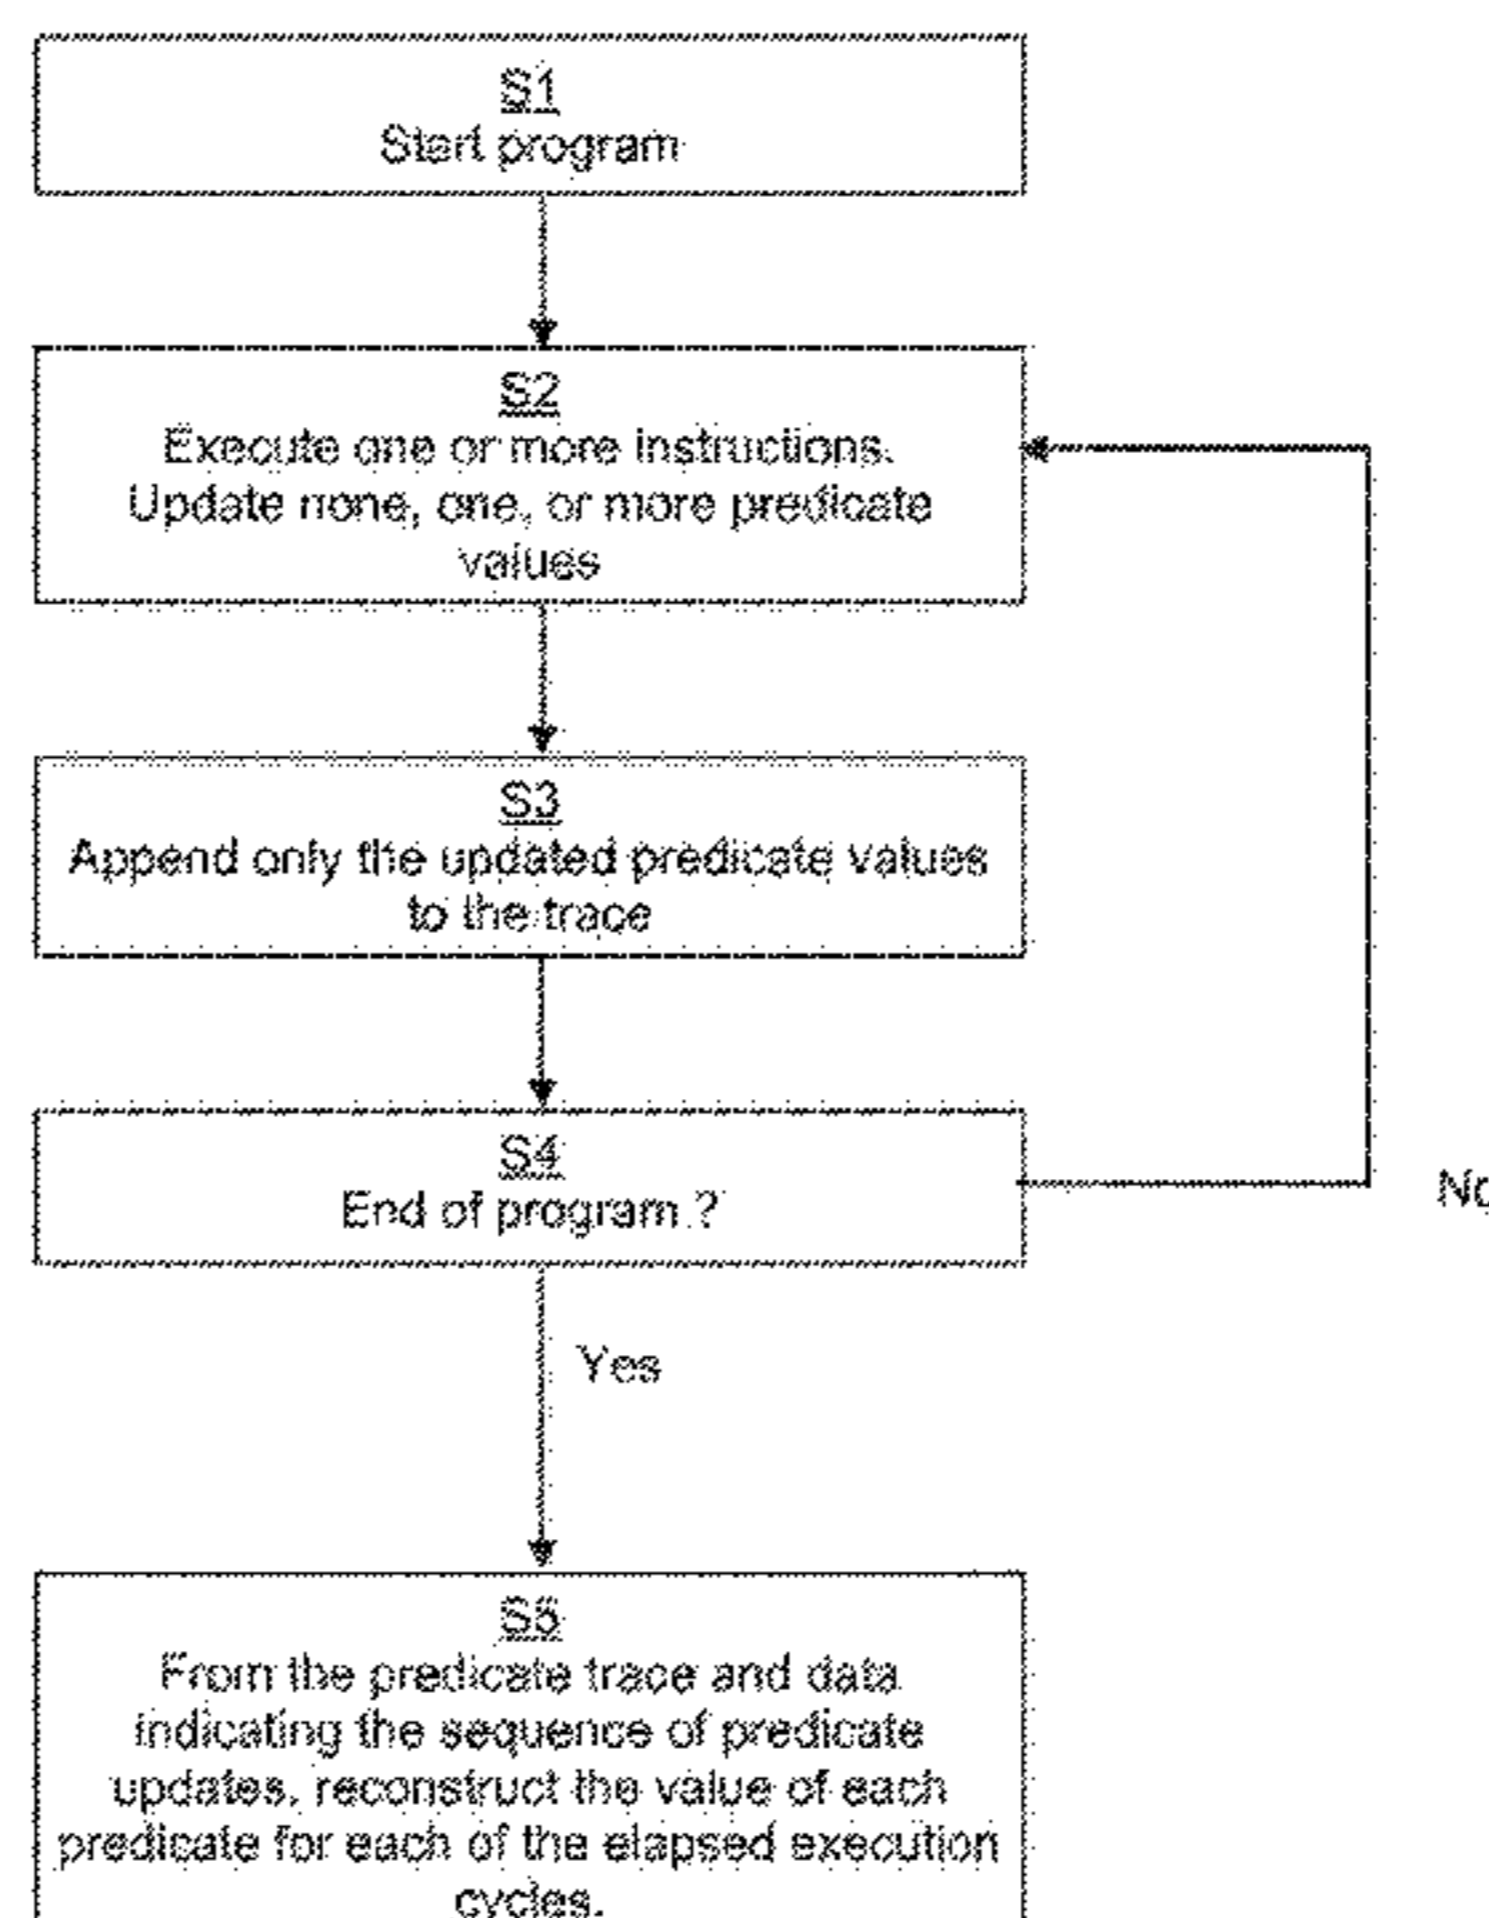 S1
Start program
S2
Execute one or more instructions.
Update none, one, or more predicate
values
S3
Append only the updated predicate values
to the trace
S4
End of program ?
No
Yes
S5
From the predicate trace and data
indicating the sequence of predicate
updates, reconstruct the value of each
predicate for each of the elapsed execution
cycles.